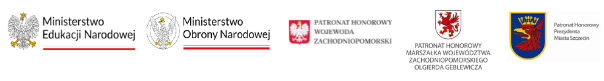 Ministerstwo
Edukacji Narodowej
Ministerstwo
Obrony Narodowej
PATRONAT HONOROWY
WOJEWODA
ZACHODNIOPOMORSKI
PATRONAT HONOROWY
MARSZAŁKA WOJEWÓDZTWA
ZACHODNIOPOMORSKIEGO
OLGIERDA GEBLEWICZA
Patronat Honorowy
Prezydenta
Miasta Szczecin